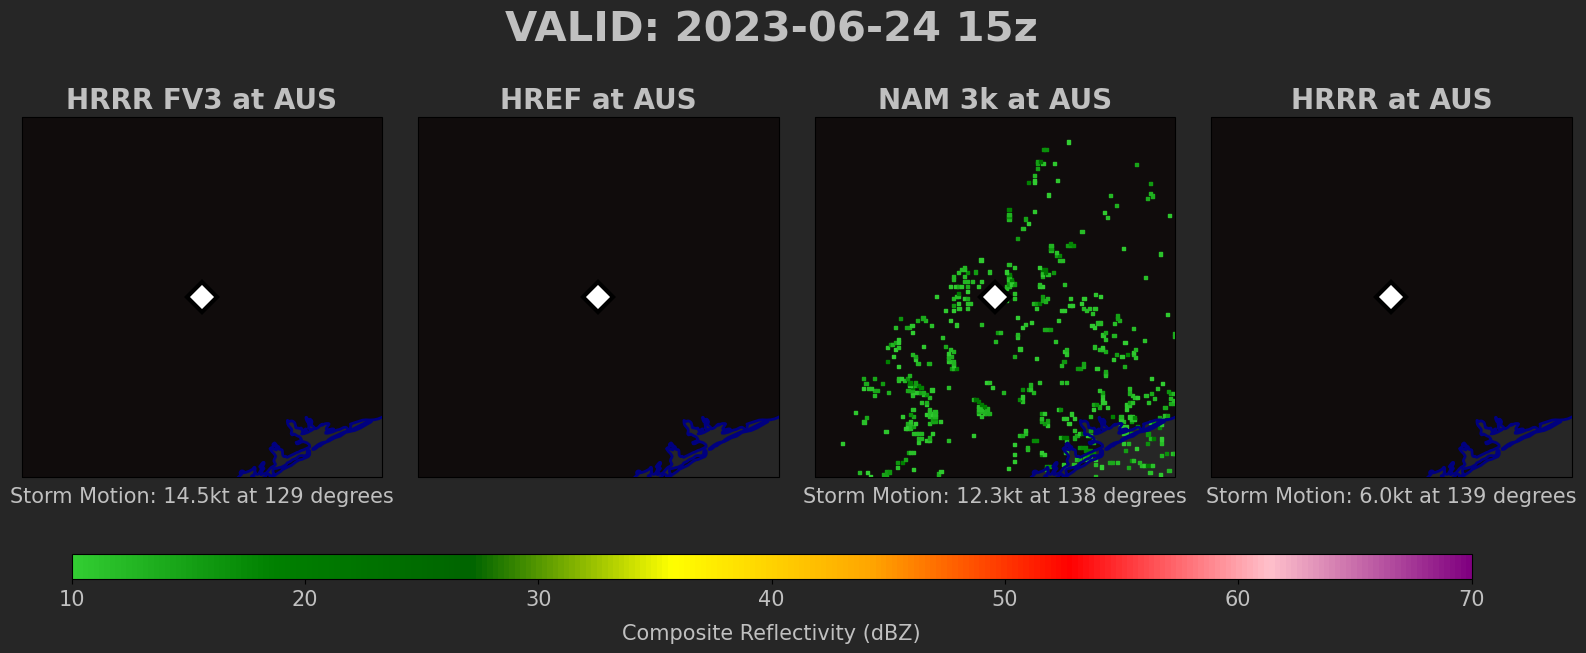 VALID: 2023-06-24 15z
HRRR FV3 at AUS
HREF at AUS
NAM 3k at AUS
HRRR at AUS
Storm Motion: 14.5kt at 129 degrees
Storm Motion: 12.3kt at 138 degrees
Storm Motion: 6.0kt at 139 degrees
10 20 30 40 50 60 70
Composite Reflectivity (dBZ)